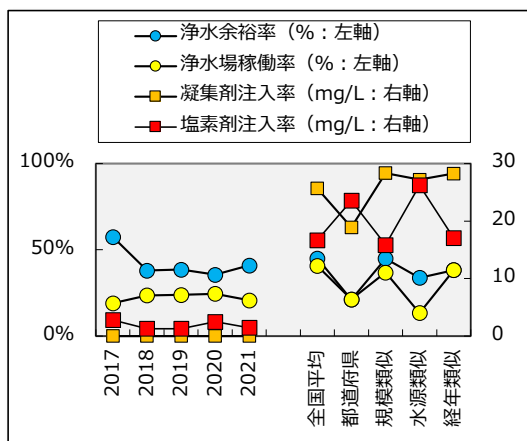 浄水余裕率（%：左軸）
浄水場稼働率（%：左軸）
凝集剤注入率（mg/L：右軸）
塩素剤注入率（mg/L：右軸）
100%
50%
0%
30
20
10
0
2017
2018
2019
2020
2021
全国平均
都道府県
規模類似
水源類似
経年類似